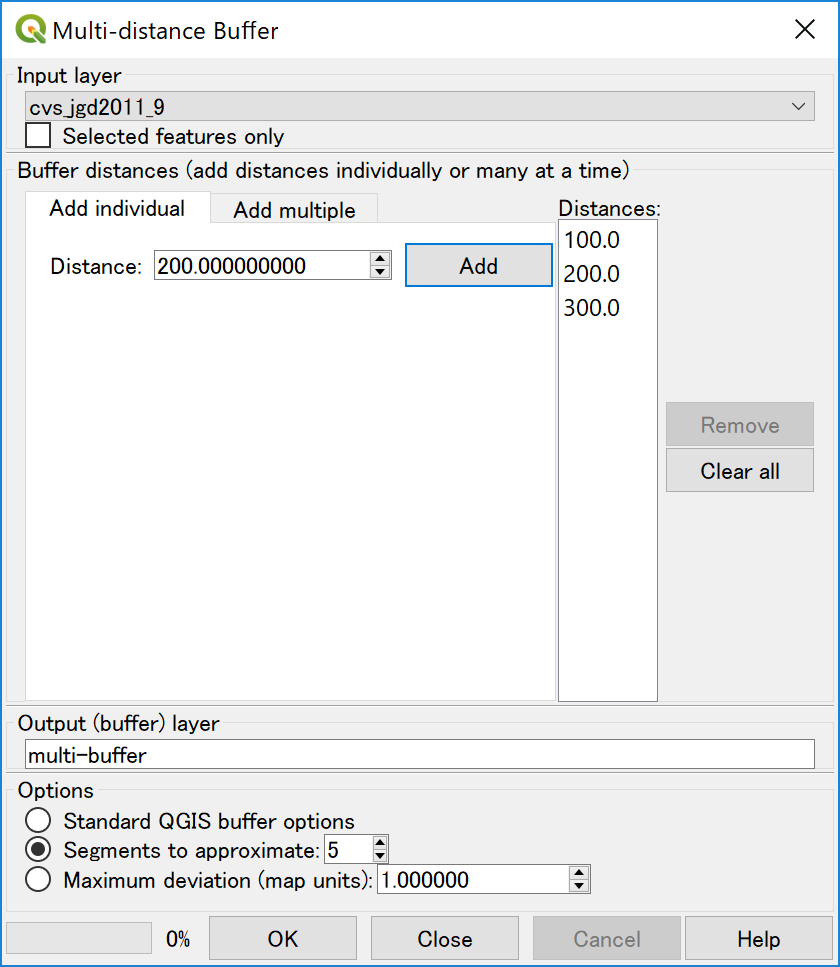 Multi-distance Buffer
Input layer
cvs_jgd2011_9
Selected features only
Buffer distances (add distances individually or many at a time)
Add individual
Add multiple
Distances:
Distance:
200.000000000
Add
100.0
200.0
300.0
Remove
Clear all
Output (buffer) layer
multi-buffer
Options
Standard QGIS buffer options
Segments to approximate: 5
Maximum deviation (map units): 1.000000
0%
OK
Close
Cancel
Help